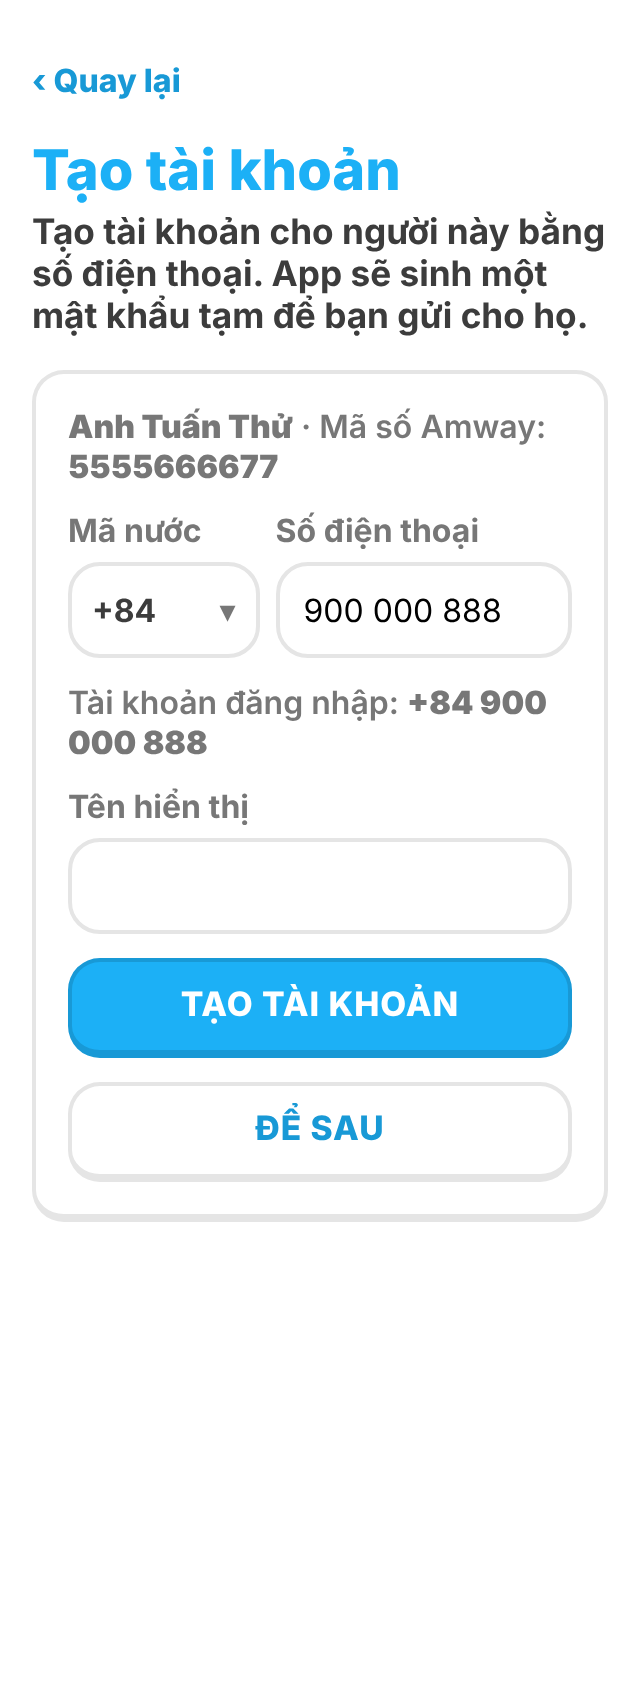 ‹ Quay lại
Tạo tài khoản
Tạo tài khoản cho người này bằng
số điện thoại. App sẽ sinh một
mật khẩu tạm để bạn gửi cho họ.
Anh Tuấn Thử · Mã số Amway:
5555666677
Mã nước Số điện thoại
+84 ▼ 900 000 888
Tài khoản đăng nhập: +84 900
000 888
Tên hiển thị
TẠO TÀI KHOẢN
ĐỂ SAU